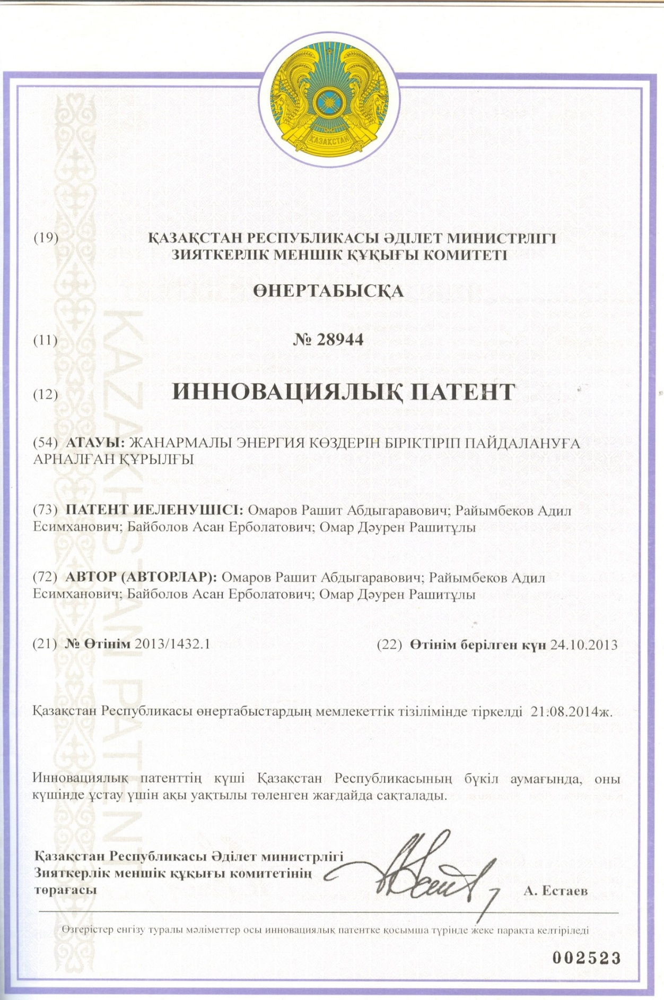 ҚАЗАҚСТАН
(19) ҚАЗАҚСТАН РЕСПУБЛИКАСЫ ӘДІЛЕТ МИНИСТРЛІГІ
ЗИЯТКЕРЛІК МЕНШІК ҚҰҚЫҒЫ КОМИТЕТІ
ӨНЕРТАБЫСҚА
(11) № 28944
(12) ИННОВАЦИЯЛЫҚ ПАТЕНТ
(54) АТАУЫ: ЖАНАРМАЛЫ ЭНЕРГИЯ КӨЗДЕРІН БІРІКТІРІП ПАЙДАЛАНУҒА
АРНАЛҒАН ҚҰРЫЛҒЫ
(73) ПАТЕНТ ИЕЛЕНУШІСІ: Омаров Рашит Абдыгаравович; Райымбеков Адил
Есимханович; Байболов Асан Ерболатович; Омар Дәурен Рашитұлы
(72) АВТОР (АВТОРЛАР): Омаров Рашит Абдыгаравович; Райымбеков Адил
Есимханович; Байболов Асан Ерболатович; Омар Дәурен Рашитұлы
(21) № Өтінім 2013/1432.1 (22) Өтінім берілген күн 24.10.2013
Қазақстан Республикасы өнертабыстардың мемлекеттік тізілімінде тіркелді 21.08.2014ж.
Инновациялық патенттің күші Қазақстан Республикасының бүкіл аумағында, оны
күшінде ұстау үшін ақы уақтылы төленген жағдайда сақталады.
Қазақстан Республикасы Әділет министрлігі
Зияткерлік меншік құқығы комитетінің
төрағасы А. Естаев
Өзгерістер енгізу туралы мәліметтер осы инновациялық патентке қосымша түрінде жеке парақта келтіріледі
002523
KAZAKHSTAN PATENT